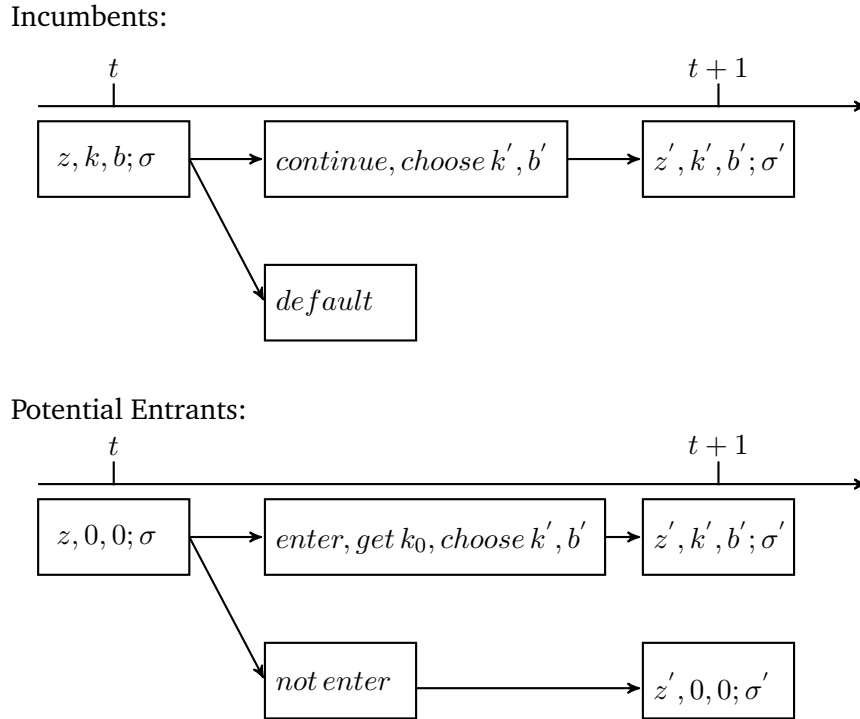 Incumbents:
t t + 1
z, k, b; σ continue, choose k′, b′ z′, k′, b′; σ′
default
Potential Entrants:
t t + 1
z, 0, 0; σ enter, get k₀, choose k′, b′ z′, k′, b′; σ′
not enter z′, 0, 0; σ′